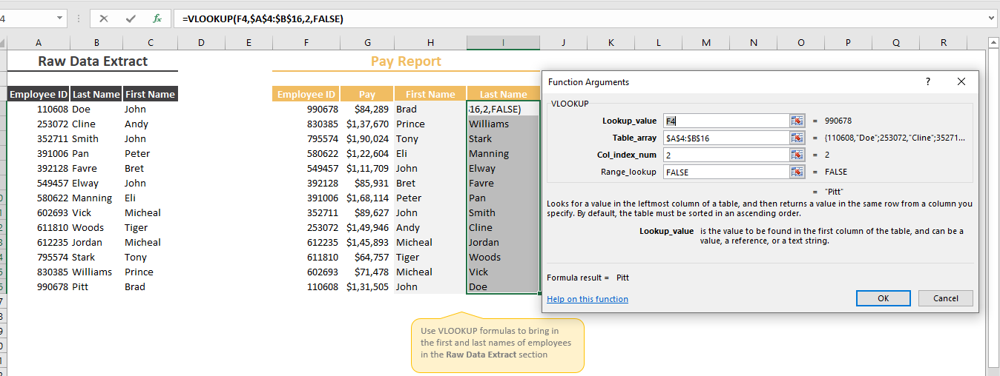 4 =VLOOKUP(F4,$A$4:$B$16,2,FALSE)
A B C D E F G H I J K L M N O P Q R
Raw Data Extract Pay Report
Employee ID Last Name First Name Employee ID Pay First Name Last Name
110608 Doe John 990678 $84,289 Brad 16,2,FALSE)
253072 Cline Andy 830385 $1,37,670 Prince Williams
352711 Smith John 795574 $1,90,024 Tony Stark
391006 Pan Peter 580622 $1,22,604 Eli Manning
392128 Favre Bret 549457 $1,11,709 John Elway
549457 Elway John 392128 $85,931 Bret Favre
580622 Manning Eli 391006 $1,68,114 Peter Pan
602693 Vick Micheal 352711 $89,627 John Smith
611810 Woods Tiger 253072 $1,49,946 Andy Cline
612235 Jordan Micheal 612235 $1,45,893 Micheal Jordan
795574 Stark Tony 611810 $64,757 Tiger Woods
830385 Williams Prince 602693 $71,478 Micheal Vick
990678 Pitt Brad 110608 $1,31,505 John Doe
Use VLOOKUP formulas to bring in
the first and last names of employees
in the Raw Data Extract section
Function Arguments ?
VLOOKUP
Lookup_value F4 = 990678
Table_array $A$4:$B$16 = {110608,"Doe";253072,"Cline";35271...
Col_index_num 2 = 2
Range_lookup FALSE = FALSE
= "Pitt"
Looks for a value in the leftmost column of a table, and then returns a value in the same row from a column you
specify. By default, the table must be sorted in an ascending order.
Lookup_value is the value to be found in the first column of the table, and can be a
value, a reference, or a text string.
Formula result = Pitt
Help on this function OK Cancel